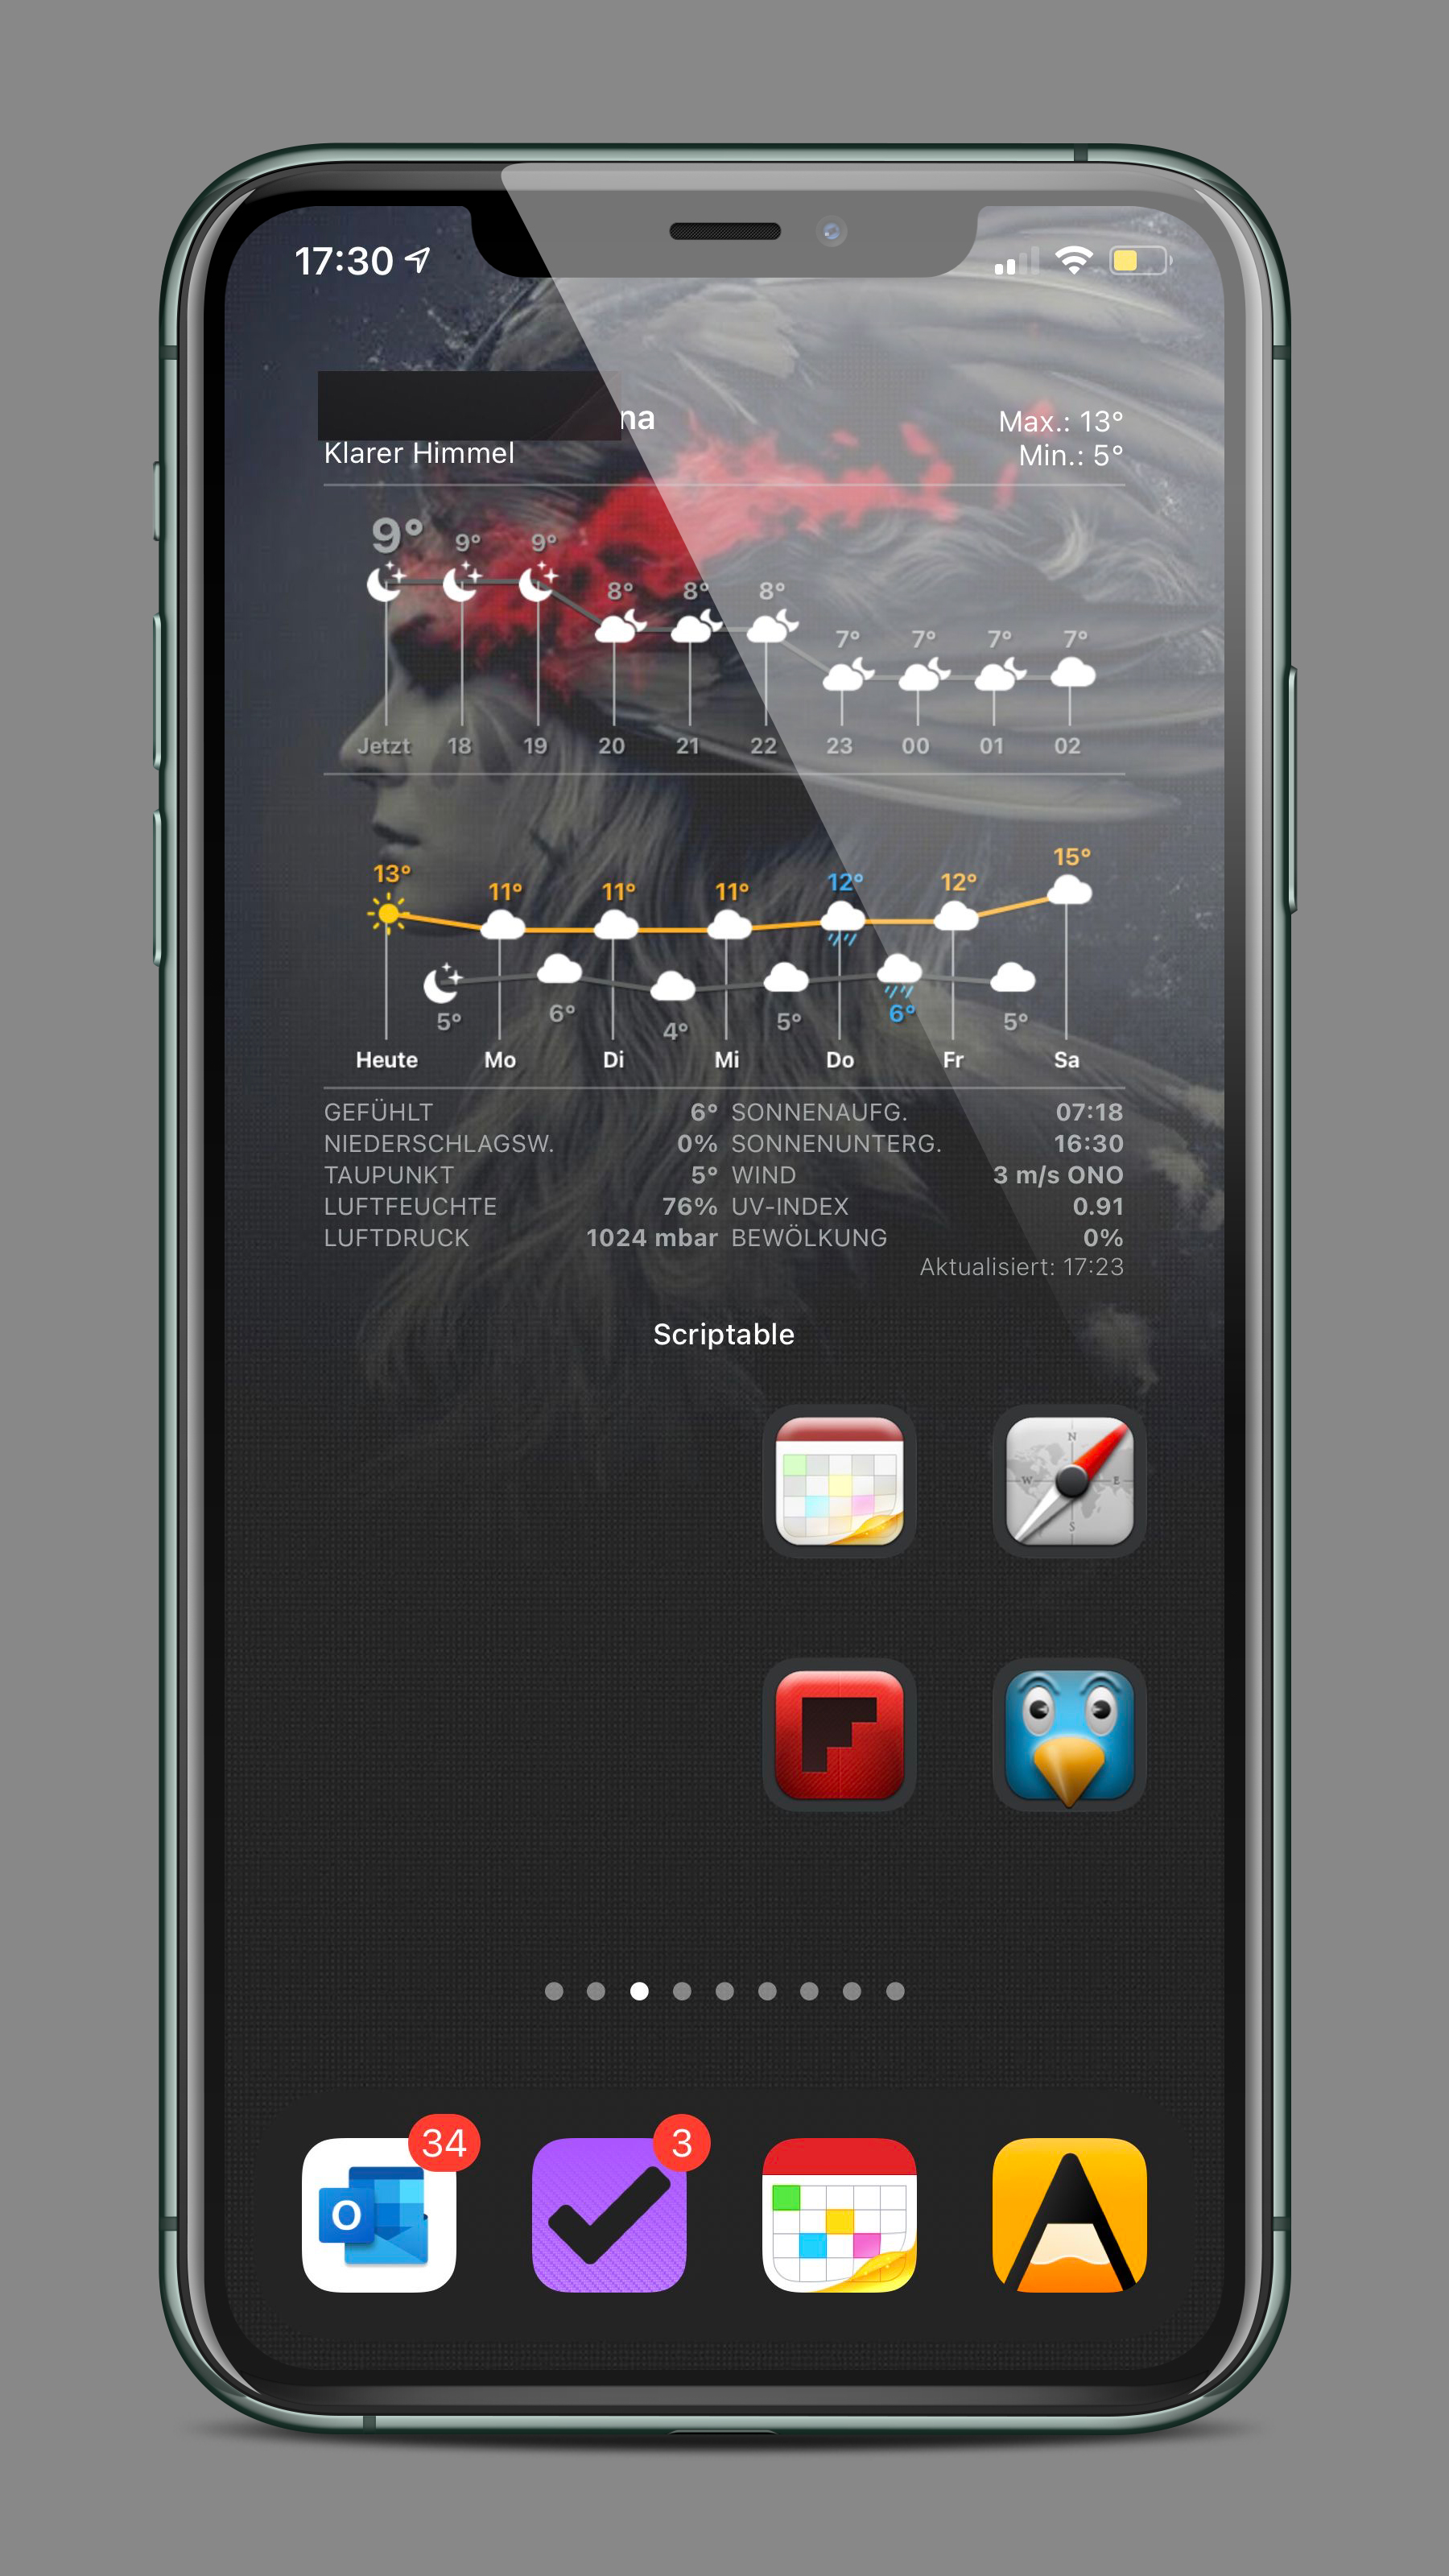 17:30
na
Klarer Himmel
Max.: 13°
Min.: 5°
9° 9° 9° 8° 8° 8° 7° 7° 7° 7°
Jetzt 18 19 20 21 22 23 00 01 02
13° 11° 11° 11° 12° 12° 15°
5° 6° 4° 5° 6° 5°
Heute Mo Di Mi Do Fr Sa
GEFÜHLT 6° SONNENAUFG. 07:18
NIEDERSCHLAGSW. 0% SONNENUNTERG. 16:30
TAUPUNKT 5° WIND 3 m/s ONO
LUFTFEUCHTE 76% UV-INDEX 0.91
LUFTDRUCK 1024 mbar BEWÖLKUNG 0%
Aktualisiert: 17:23
Scriptable
N
W E
S
34 3
O